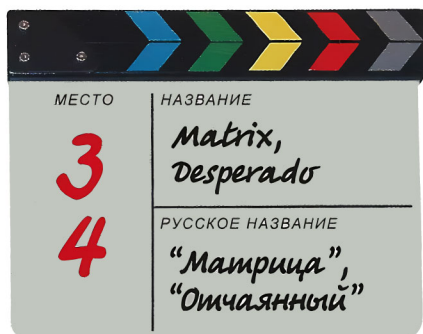 МЕСТО
3
4
НАЗВАНИЕ
Matrix,
Desperado
РУССКОЕ НАЗВАНИЕ
“Матрица”,
“Отчаянный”